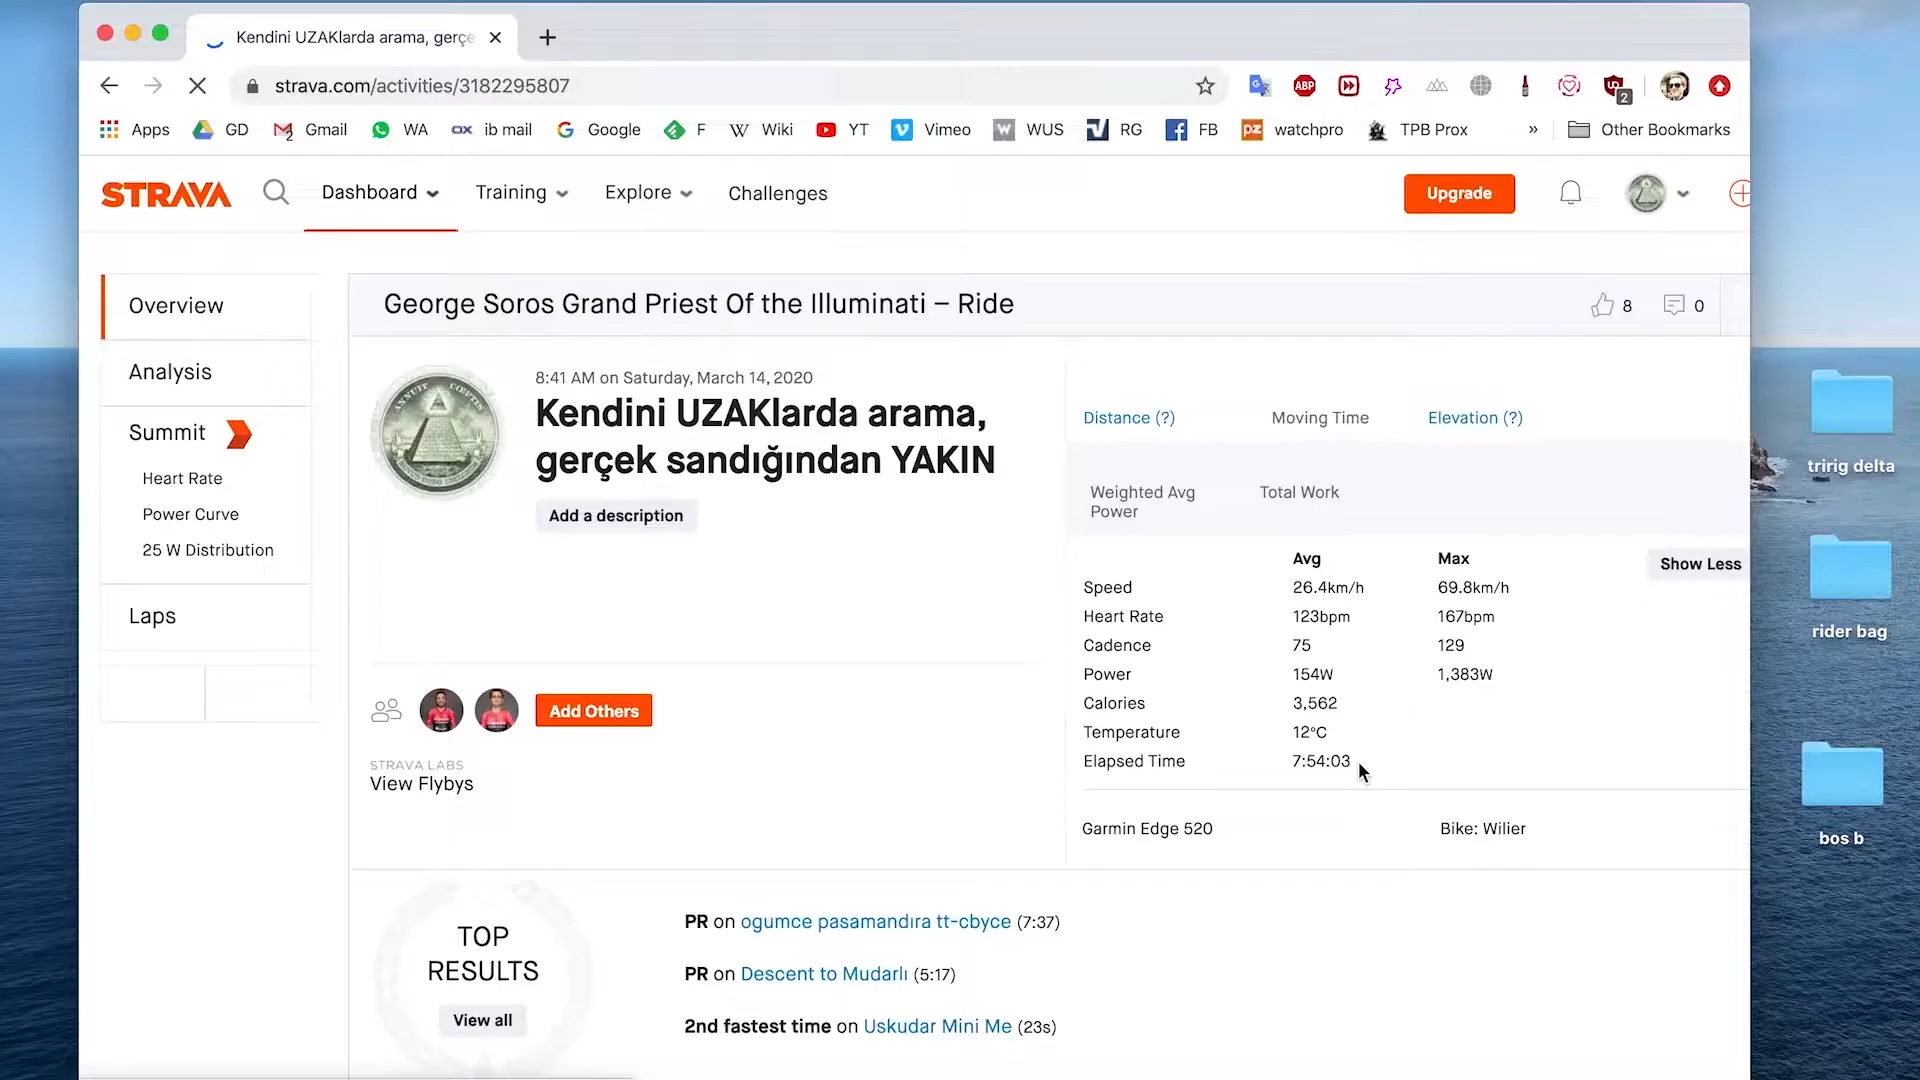 Kendini UZAKlarda arama, gerçe
strava.com/activities/3182295807
ABP
2
Apps
GD
2
Gmail
WA
ib mail
Google
F
Wiki
YT
Vimeo
WUS
RG
FB
pz
watchpro
TPB Prox
»
Other Bookmarks
STRAVA
Dashboard
Training
Explore
Challenges
Upgrade
Overview
Analysis
Summit
Heart Rate
Power Curve
25 W Distribution
Laps
George Soros Grand Priest Of the Illuminati – Ride
8
0
ANNUIT CŒPTIS
8:41 AM on Saturday, March 14, 2020
Kendini UZAKlarda arama,
gerçek sandığından YAKIN
Add a description
Add Others
STRAVA LABS
View Flybys
Distance (?)
Moving Time
Elevation (?)
Weighted Avg
Power
Total Work
Avg
Max
Show Less
Speed 26.4km/h 69.8km/h
Heart Rate 123bpm 167bpm
Cadence 75 129
Power 154W 1,383W
Calories 3,562
Temperature 12°C
Elapsed Time 7:54:03
Garmin Edge 520
Bike: Wilier
TOP
RESULTS
View all
PR on ogumce pasamandıra tt-cbyce (7:37)
PR on Descent to Mudarlı (5:17)
2nd fastest time on Uskudar Mini Me (23s)
tririg delta
rider bag
bos b